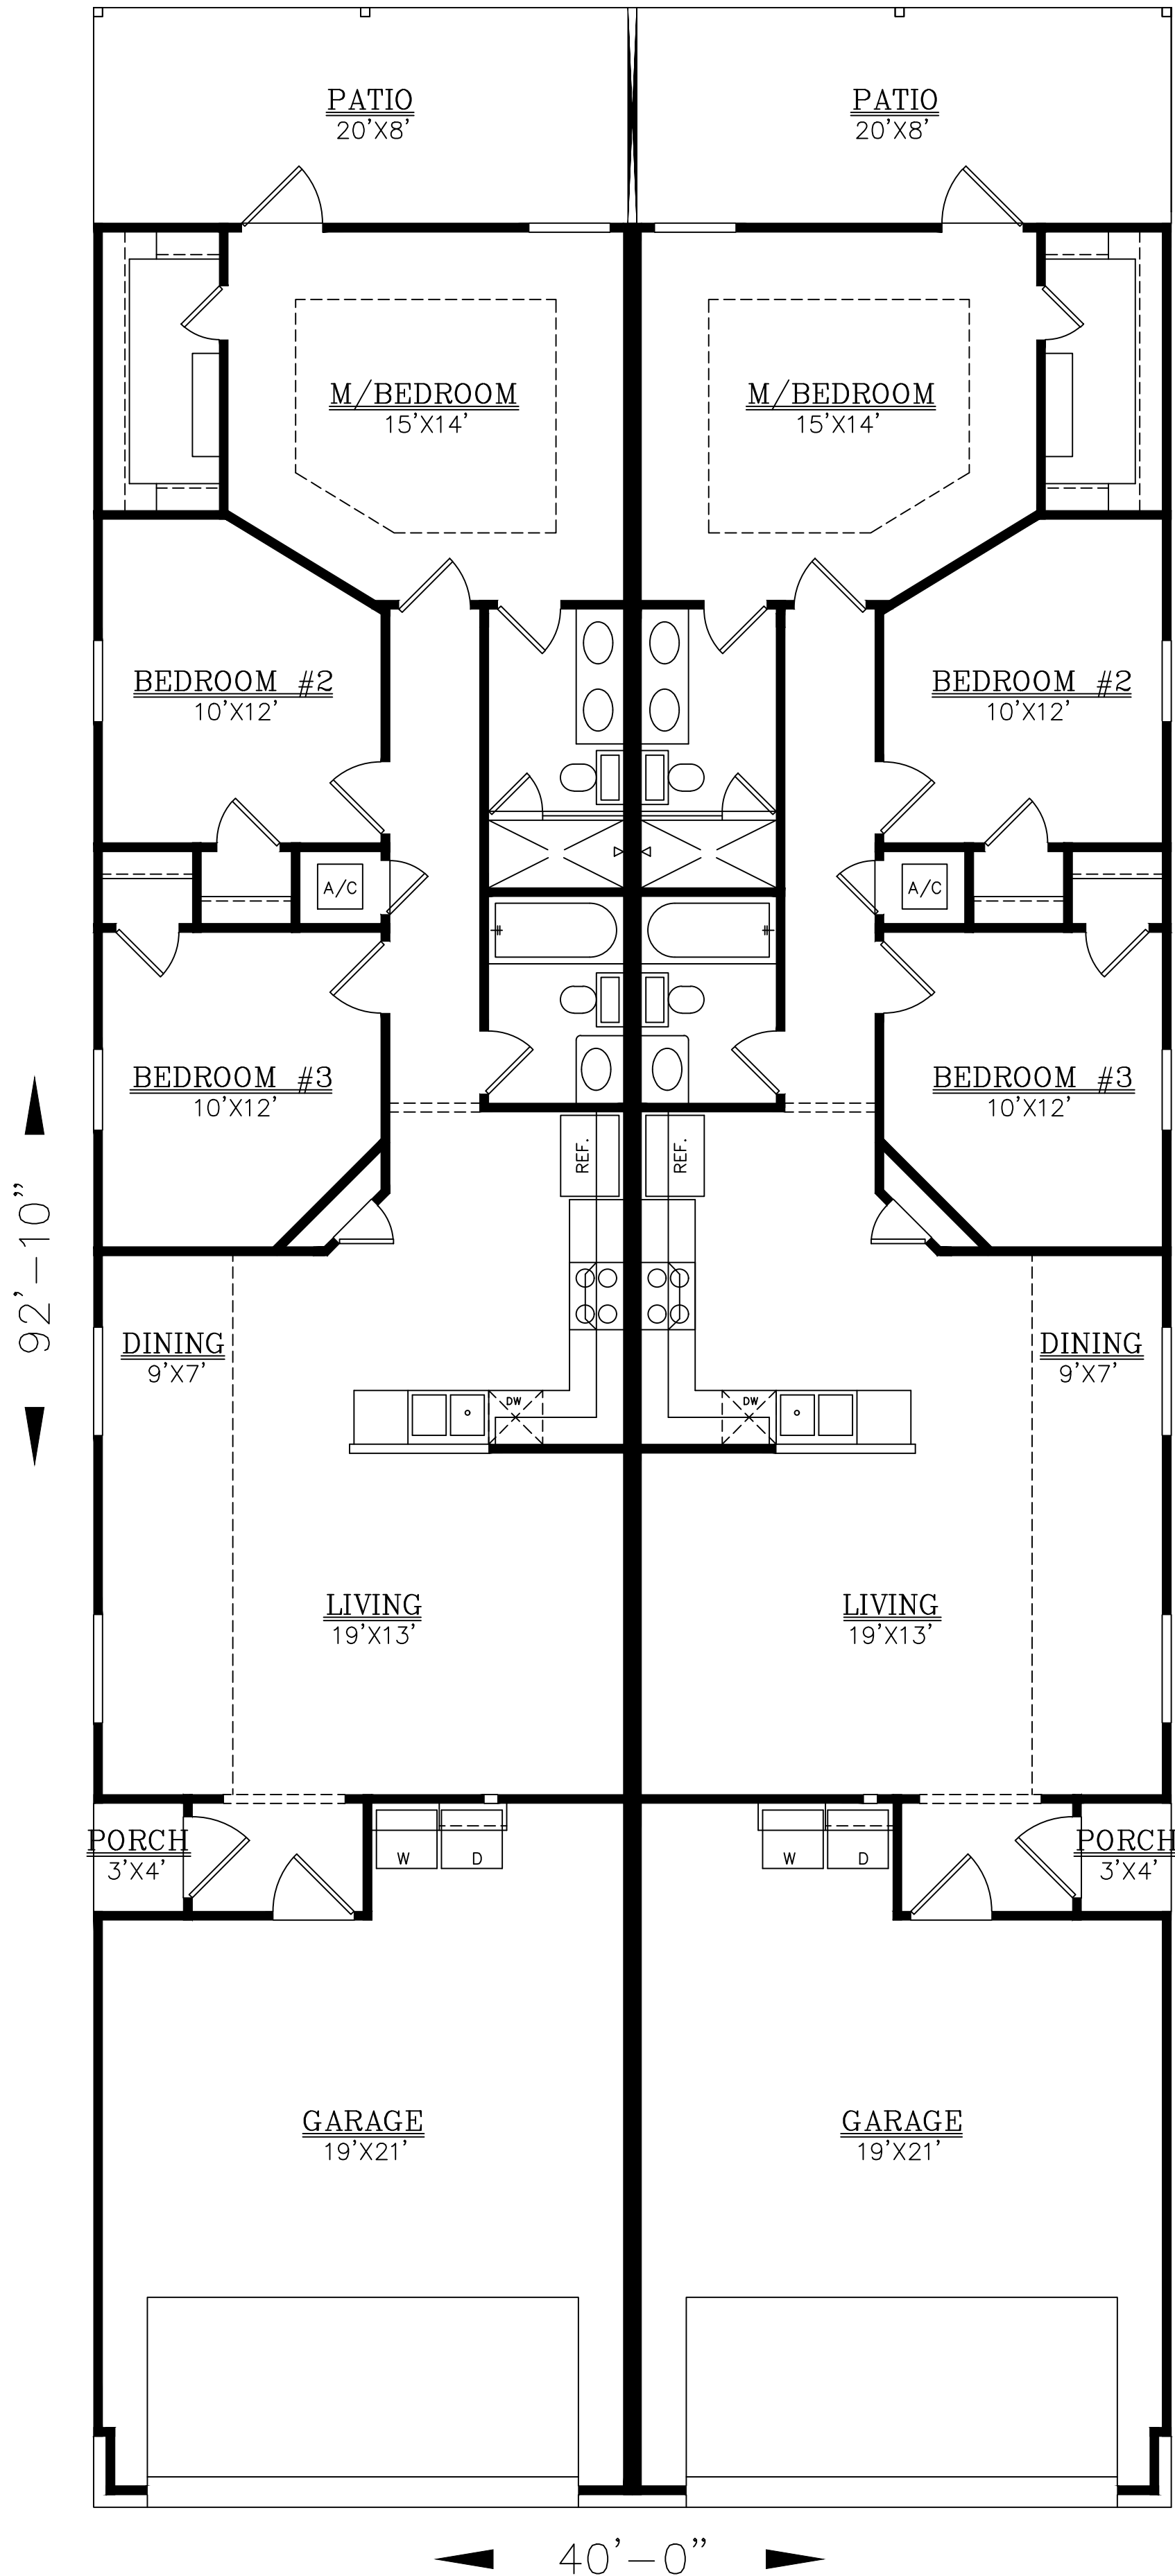 PATIO
20'X8'
PATIO
20'X8'
M/BEDROOM
15'X14'
M/BEDROOM
15'X14'
BEDROOM #2
10'X12'
BEDROOM #2
10'X12'
A/C
A/C
BEDROOM #3
10'X12'
BEDROOM #3
10'X12'
REF.
REF.
92'-10"
DINING
9'X7'
DINING
9'X7'
DW
DW
LIVING
19'X13'
LIVING
19'X13'
PORCH
3'X4'
W
D
W
D
PORCH
3'X4'
GARAGE
19'X21'
GARAGE
19'X21'
40'-0"